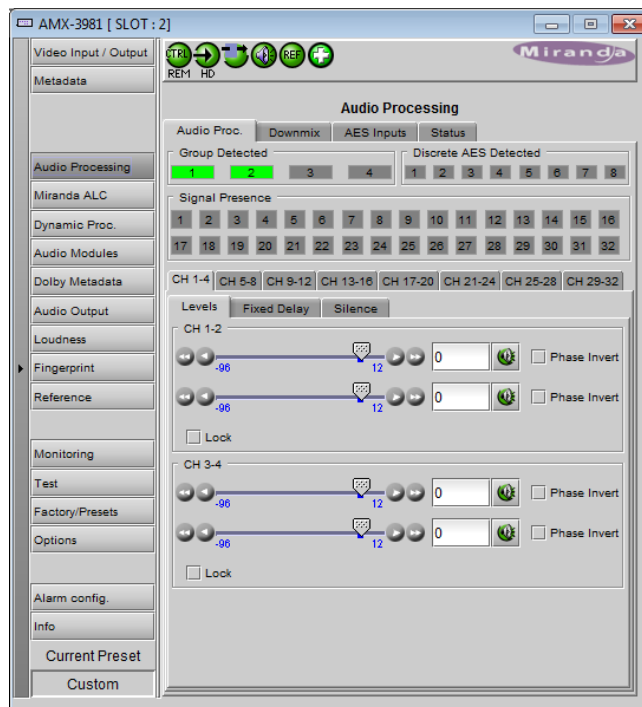 AMX-3981 [ SLOT : 2]
Video Input / Output
Metadata
Audio Processing
Miranda ALC
Dynamic Proc.
Audio Modules
Dolby Metadata
Audio Output
Loudness
Fingerprint
Reference
Monitoring
Test
Factory/Presets
Options
Alarm config.
Info
Current Preset
Custom
CTRL REF
REM HD
Miranda
Audio Processing
Audio Proc. Downmix AES Inputs Status
Group Detected Discrete AES Detected
1 2 3 4 1 2 3 4 5 6 7 8
Signal Presence
1 2 3 4 5 6 7 8 9 10 11 12 13 14 15 16
17 18 19 20 21 22 23 24 25 26 27 28 29 30 31 32
CH 1-4 CH 5-8 CH 9-12 CH 13-16 CH 17-20 CH 21-24 CH 25-28 CH 29-32
Levels Fixed Delay Silence
CH 1-2
-96 12 0 Phase Invert
-96 12 0 Phase Invert
Lock
CH 3-4
-96 12 0 Phase Invert
-96 12 0 Phase Invert
Lock